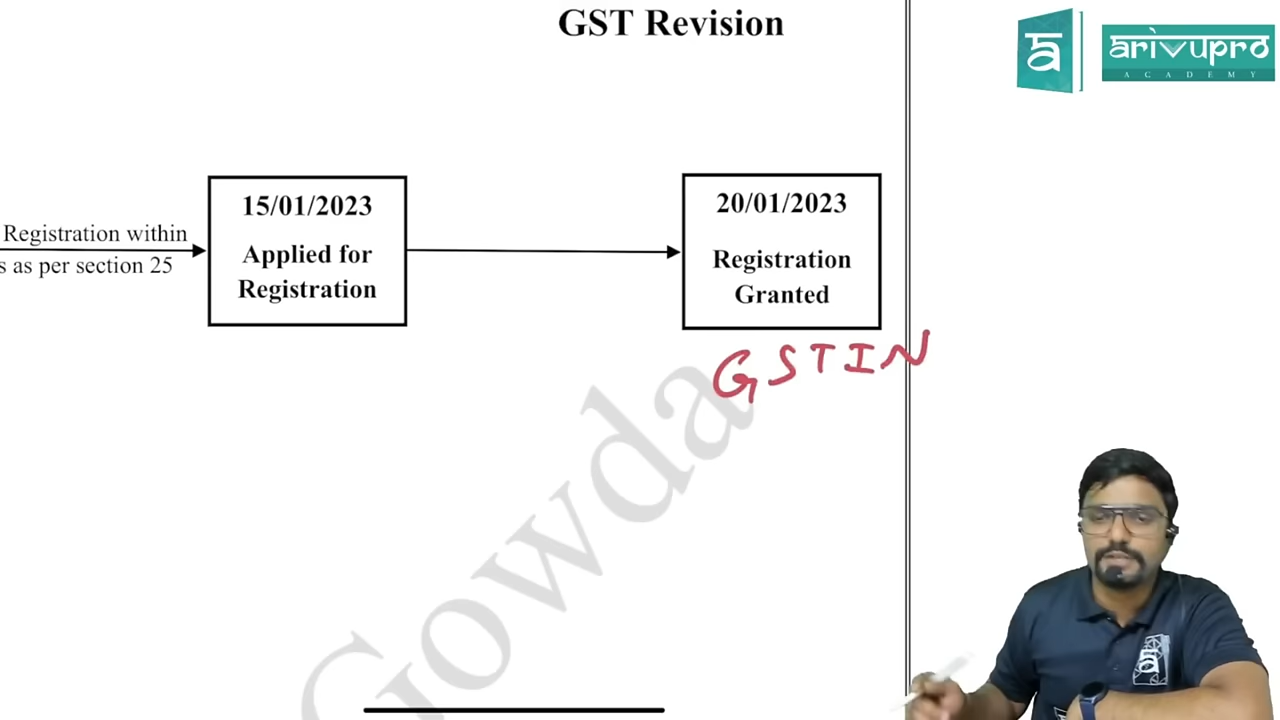 GST Revision
arivupro
ACADEMY
Registration within
s as per section 25
15/01/2023
Applied for
Registration
20/01/2023
Registration
Granted
GSTIN
Gowda